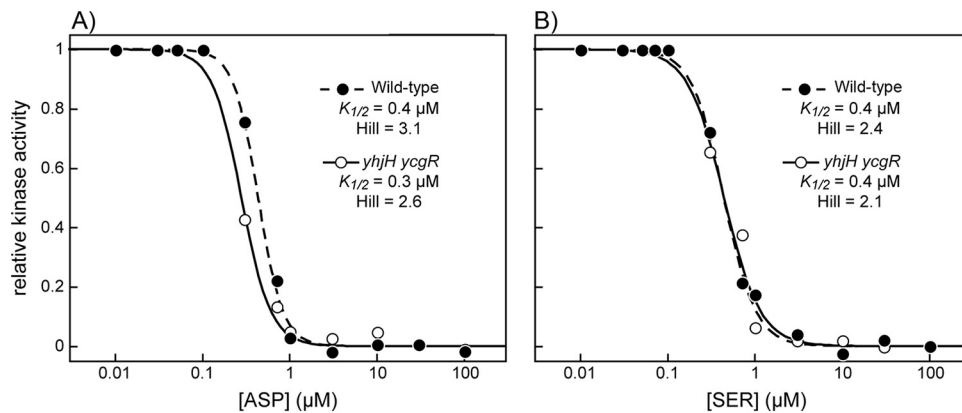 A)
relative kinase activity
1
0.8
0.6
0.4
0.2
0
Wild-type
K1/2 = 0.4 µM
Hill = 3.1
yhjH ycgR
K1/2 = 0.3 µM
Hill = 2.6
0.01 0.1 1 10 100
[ASP] (µM)
B)
Wild-type
K1/2 = 0.4 µM
Hill = 2.4
yhjH ycgR
K1/2 = 0.4 µM
Hill = 2.1
0.01 0.1 1 10 100
[SER] (µM)